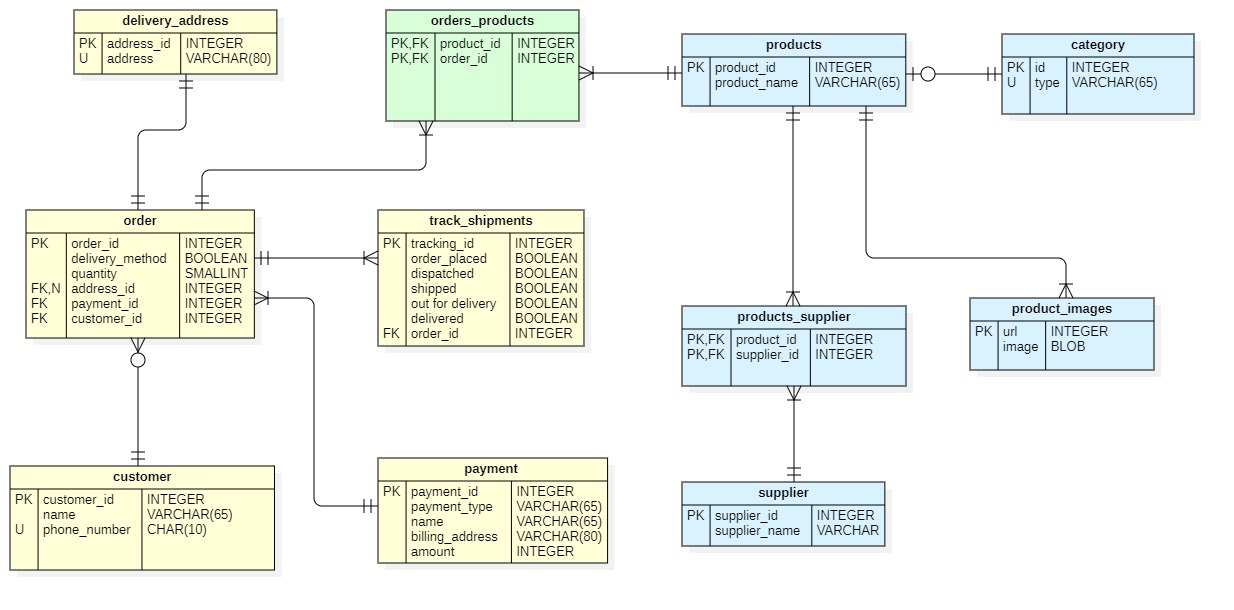 delivery_address
PK address_id INTEGER
U address VARCHAR(80)
orders_products
PK,FK product_id INTEGER
PK,FK order_id INTEGER
products
PK product_id INTEGER
product_name VARCHAR(65)
category
PK id INTEGER
U type VARCHAR(65)
order
PK order_id INTEGER
delivery_method BOOLEAN
quantity SMALLINT
FK,N address_id INTEGER
FK payment_id INTEGER
FK customer_id INTEGER
track_shipments
PK tracking_id INTEGER
order_placed BOOLEAN
dispatched BOOLEAN
shipped BOOLEAN
out for delivery BOOLEAN
delivered BOOLEAN
FK order_id INTEGER
products_supplier
PK,FK product_id INTEGER
PK,FK supplier_id INTEGER
product_images
PK url INTEGER
image BLOB
customer
PK customer_id INTEGER
name VARCHAR(65)
U phone_number CHAR(10)
payment
PK payment_id INTEGER
payment_type VARCHAR(65)
name VARCHAR(65)
billing_address VARCHAR(80)
amount INTEGER
supplier
PK supplier_id INTEGER
supplier_name VARCHAR